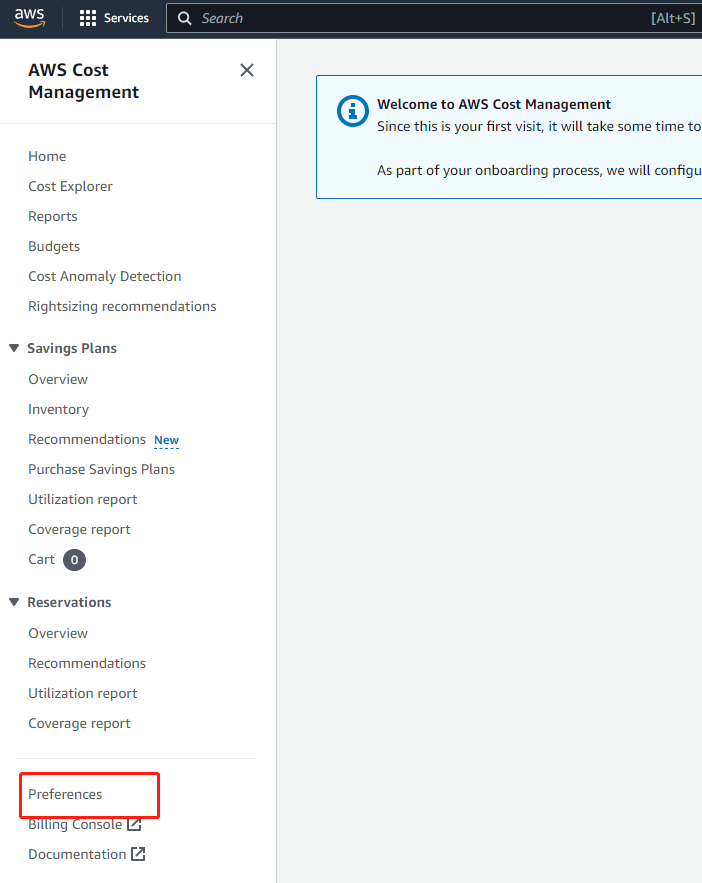 aws
Services
Search
[Alt+S]
AWS Cost
Management
Home
Cost Explorer
Reports
Budgets
Cost Anomaly Detection
Rightsizing recommendations
Savings Plans
Overview
Inventory
Recommendations New
Purchase Savings Plans
Utilization report
Coverage report
Cart 0
Reservations
Overview
Recommendations
Utilization report
Coverage report
Preferences
Billing Console
Documentation
Welcome to AWS Cost Management
Since this is your first visit, it will take some time to
As part of your onboarding process, we will configu